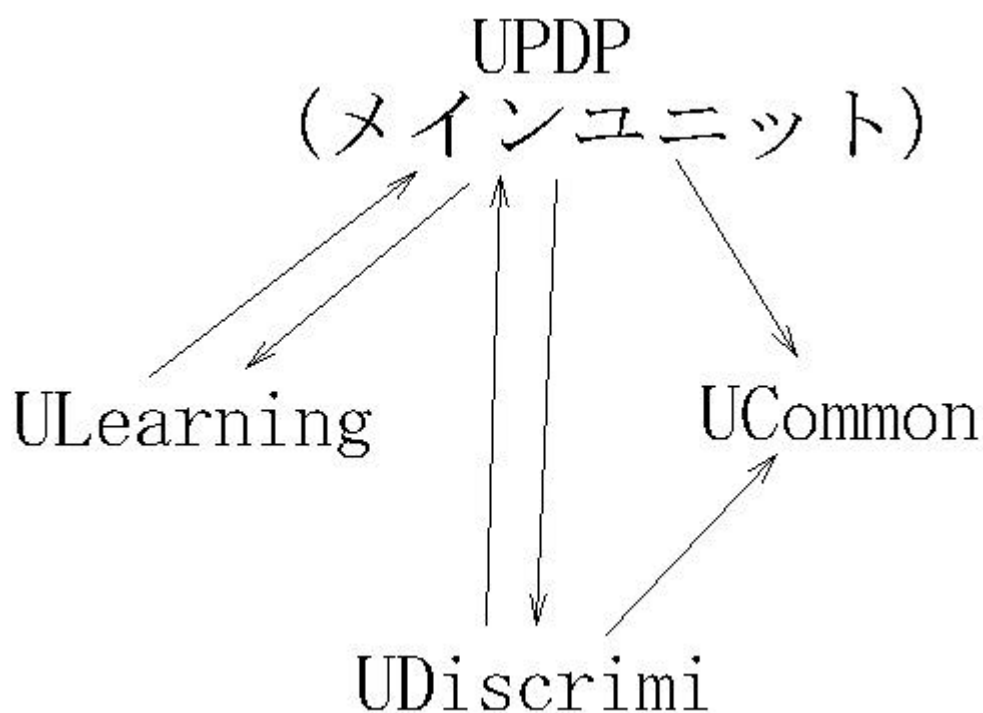 UPDP
(メインユニット)
ULearning
UCommon
UDiscrimi